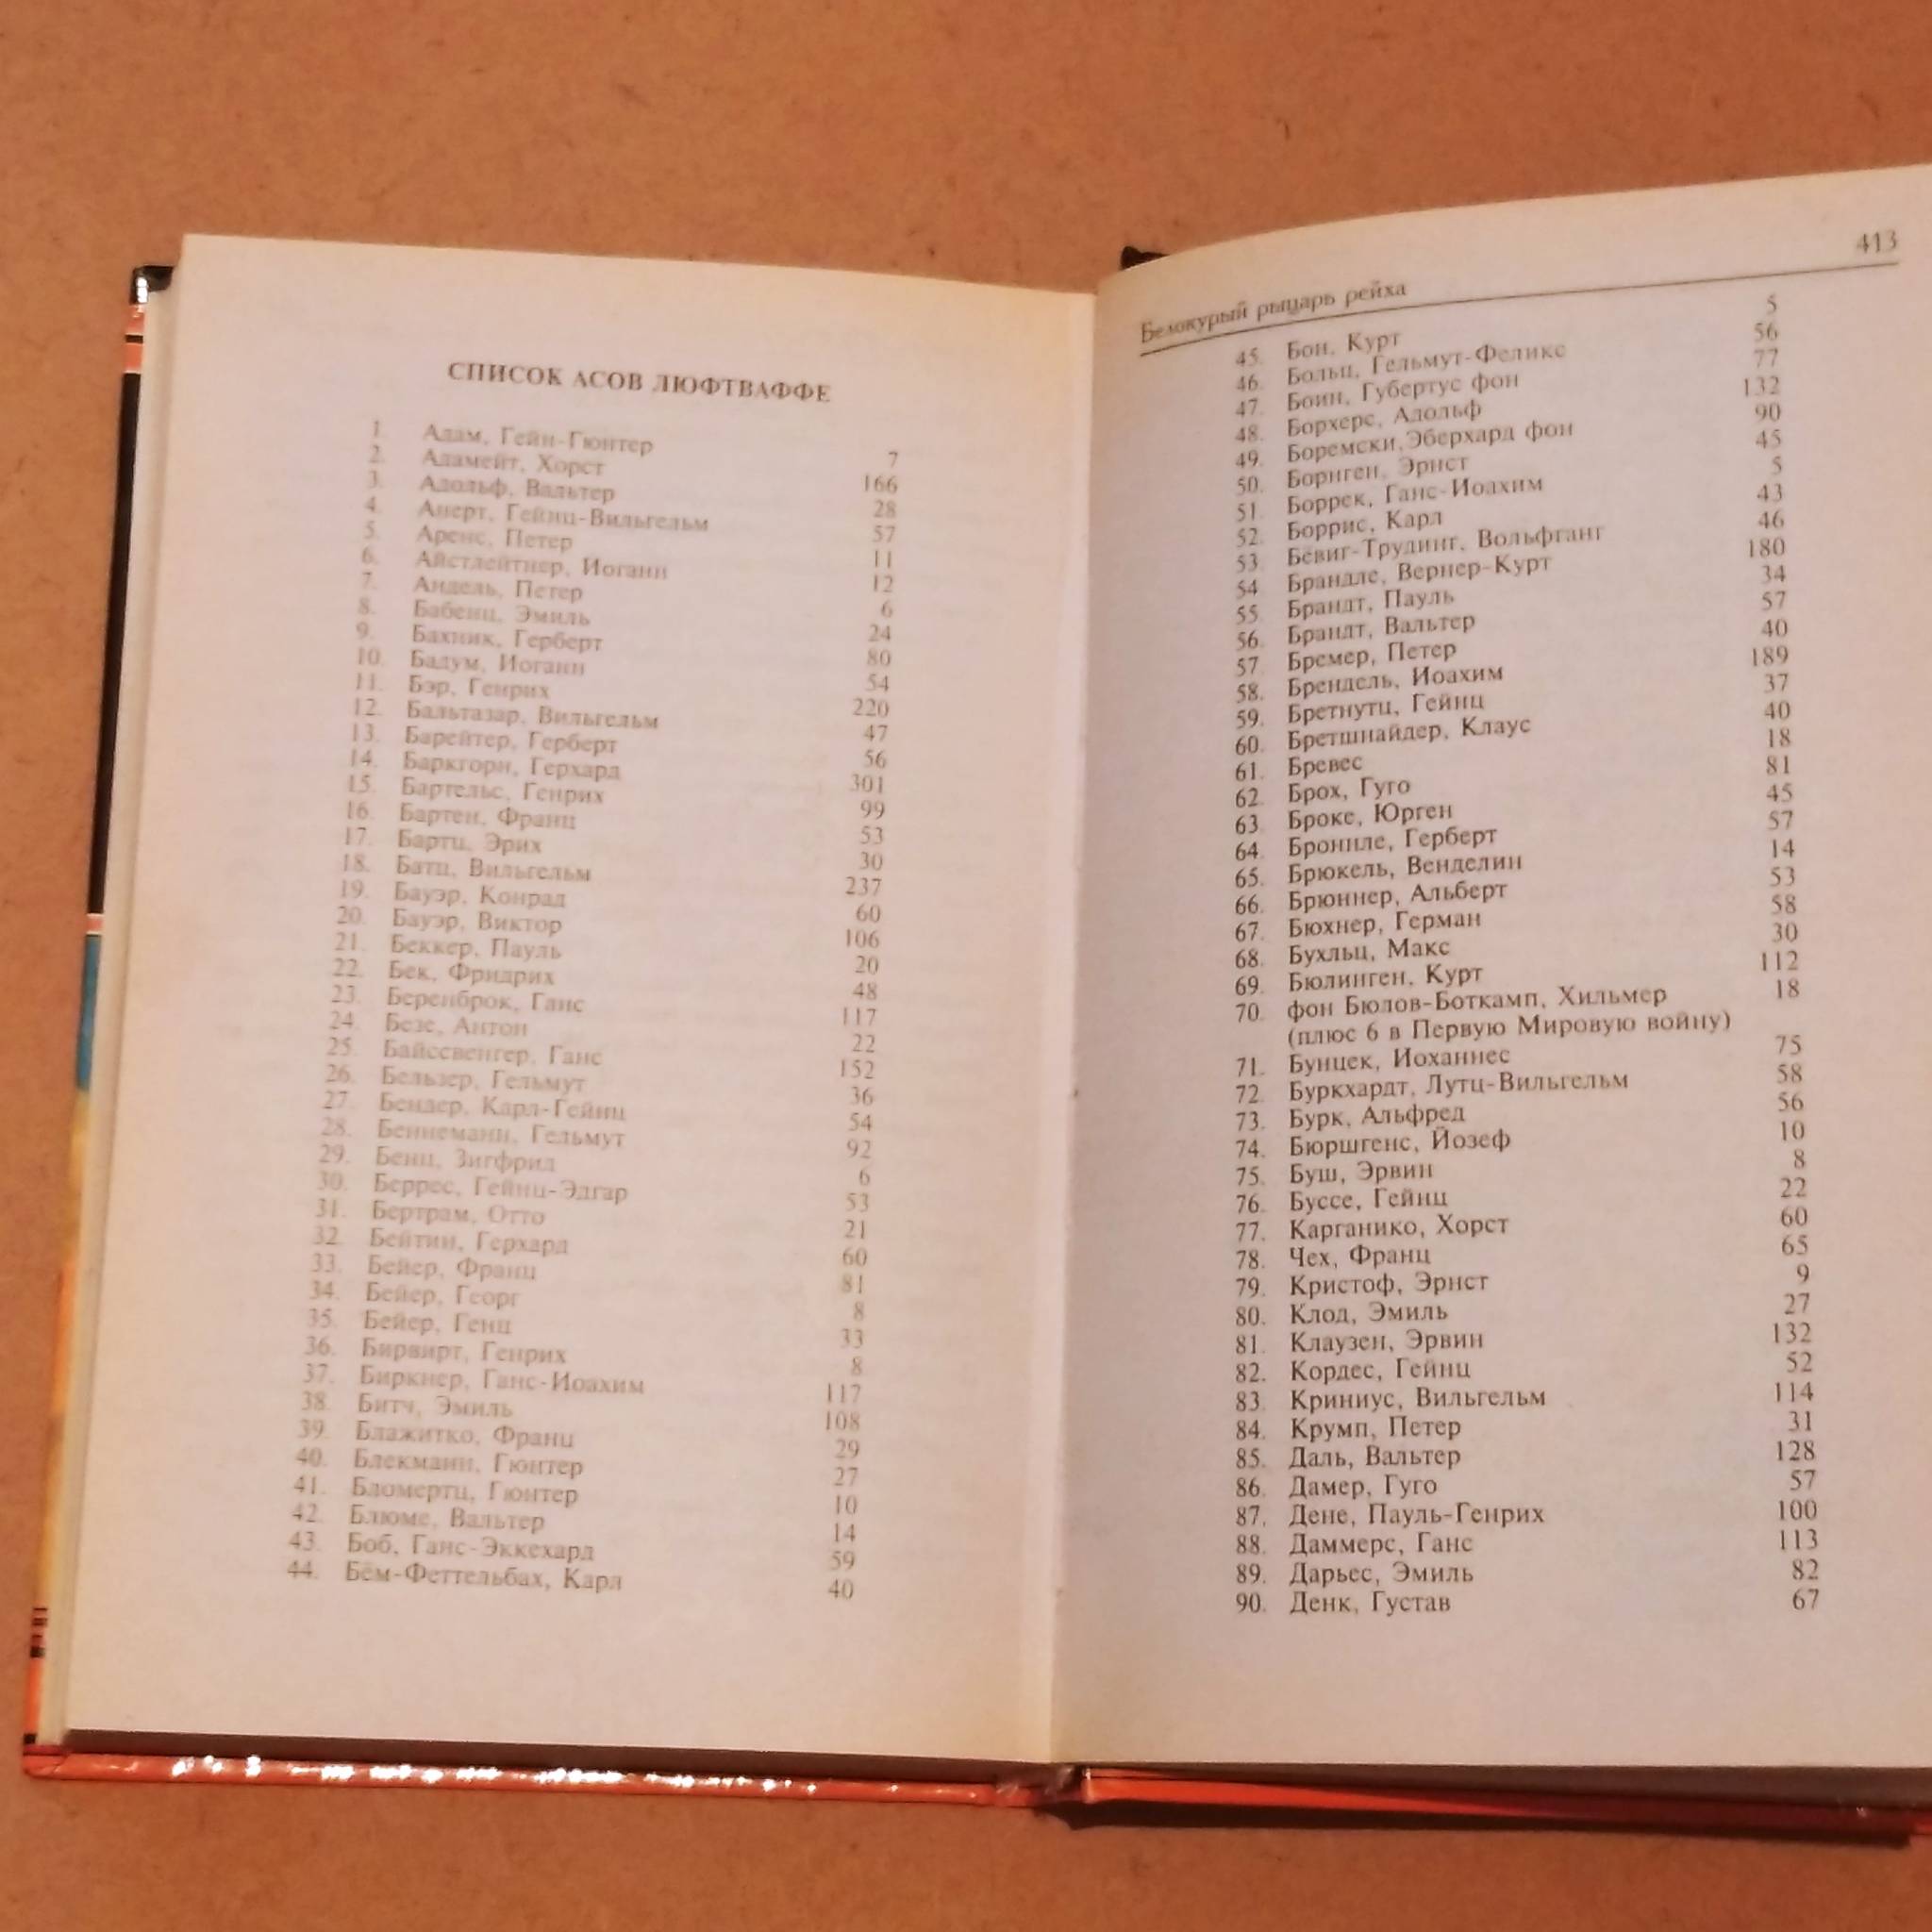 СПИСОК АСОВ ЛЮФТВАФФЕ
1. Адам, Гейн-Гюнтер 7
2. Адамейт, Хорст 166
3. Адольф, Вальтер 28
4. Анерт, Гейнц-Вильгельм 57
5. Аренс, Петер 11
6. Айстлейтнер, Иоганн 12
7. Андель, Петер 6
8. Бабенц, Эмиль 24
9. Бахник, Герберт 80
10. Бадум, Иоганн 54
11. Бэр, Генрих 220
12. Бальтазар, Вильгельм 47
13. Барейтер, Герберт 56
14. Баркгорн, Герхард 301
15. Бартельс, Генрих 99
16. Бартен, Франц 53
17. Бартц, Эрих 30
18. Батц, Вильгельм 237
19. Бауэр, Конрад 60
20. Бауэр, Виктор 106
21. Беккер, Пауль 20
22. Бек, Фридрих 48
23. Беренброк, Ганс 117
24. Безе, Антон 22
25. Байссвенгер, Ганс 152
26. Бельзер, Гельмут 36
27. Бендер, Карл-Гейнц 54
28. Беннеманн, Гельмут 92
29. Бенц, Зигфрид 6
30. Беррес, Гейнц-Эдгар 53
31. Бертрам, Отто 21
32. Бейтин, Герхард 60
33. Бейер, Франц 81
34. Бейер, Георг 8
35. Бейер, Генц 33
36. Бирвирт, Генрих 8
37. Биркнер, Ганс-Иоахим 117
38. Битч, Эмиль 108
39. Блажитко, Франц 29
40. Блекманн, Гюнтер 27
41. Бломертц, Гюнтер 10
42. Блюме, Вальтер 14
43. Боб, Ганс-Эккехард 59
44. Бём-Феттельбах, Карл 40
Белокурый рыцарь рейха 413
45. Бон, Курт 5
46. Больц, Гельмут-Феликс 56
47. Боин, Губертус фон 77
48. Борхерс, Адольф 132
49. Боремски,Эберхард фон 90
50. Борнген, Эрнст 45
51. Боррек, Ганс-Иоахим 5
52. Боррис, Карл 43
53. Бевиг-Трудинг, Вольфганг 46
54. Брандле, Вернер-Курт 180
55. Брандт, Пауль 34
56. Брандт, Вальтер 57
57. Бремер, Петер 40
58. Брендель, Иоахим 189
59. Бретнутц, Гейнц 37
60. Бретшнайдер, Клаус 40
61. Бревес 18
62. Брох, Гуго 81
63. Броке, Юрген 45
64. Броннле, Герберт 57
65. Брюкель, Венделин 14
66. Брюннер, Альберт 53
67. Бюхнер, Герман 58
68. Бухльц, Макс 30
69. Бюлинген, Курт 112
70. фон Бюлов-Боткамп, Хильмер 18
(плюс 6 в Первую Мировую войну)
71. Бунцек, Иоханнес 75
72. Буркхардт, Лутц-Вильгельм 58
73. Бурк, Альфред 56
74. Бюршгенс, Йозеф 10
75. Буш, Эрвин 8
76. Буссе, Гейнц 22
77. Карганико, Хорст 60
78. Чех, Франц 65
79. Кристоф, Эрнст 9
80. Клод, Эмиль 27
81. Клаузен, Эрвин 132
82. Кордес, Гейнц 52
83. Криниус, Вильгельм 114
84. Крумп, Петер 31
85. Даль, Вальтер 128
86. Дамер, Гуго 57
87. Дене, Пауль-Генрих 100
88. Даммерс, Ганс 113
89. Дарьес, Эмиль 82
90. Денк, Густав 67